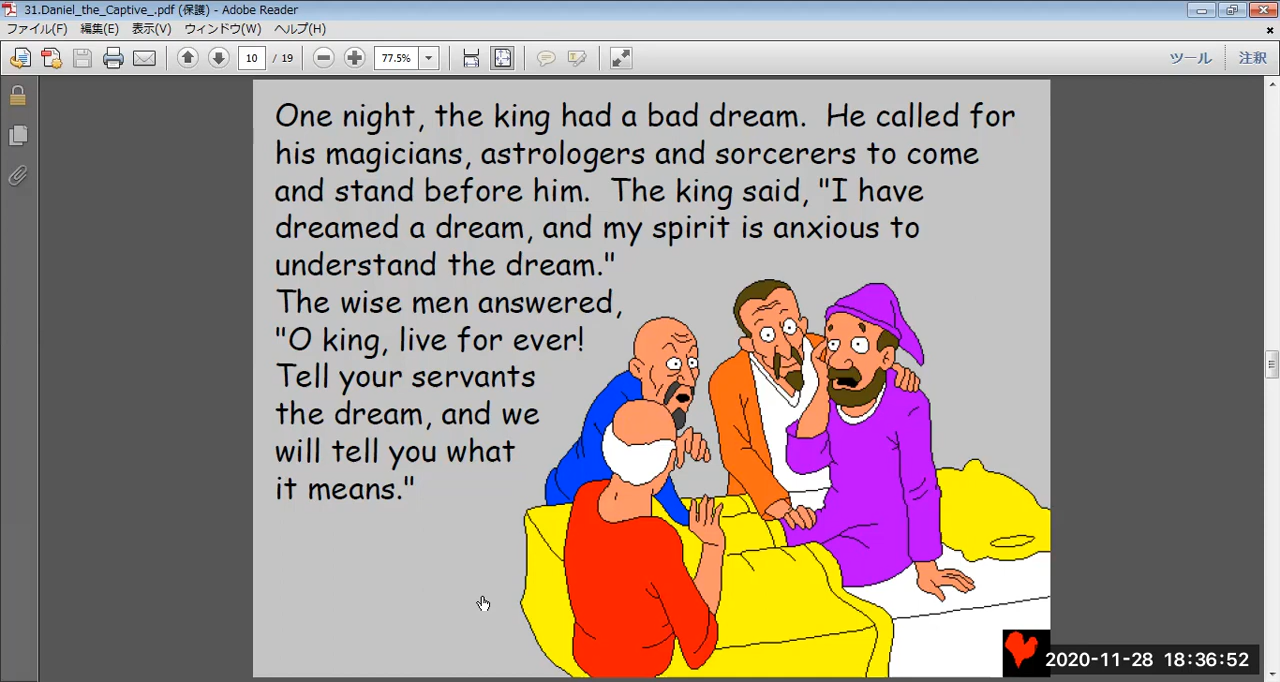 31.Daniel_the_Captive_.pdf (保護) - Adobe Reader
ファイル(F) 編集(E) 表示(V) ウィンドウ(W) ヘルプ(H)
10 / 19 77.5% ツール 注釈
One night, the king had a bad dream. He called for
his magicians, astrologers and sorcerers to come
and stand before him. The king said, "I have
dreamed a dream, and my spirit is anxious to
understand the dream."
The wise men answered,
"O king, live for ever!
Tell your servants
the dream, and we
will tell you what
it means."
2020-11-28 18:36:52